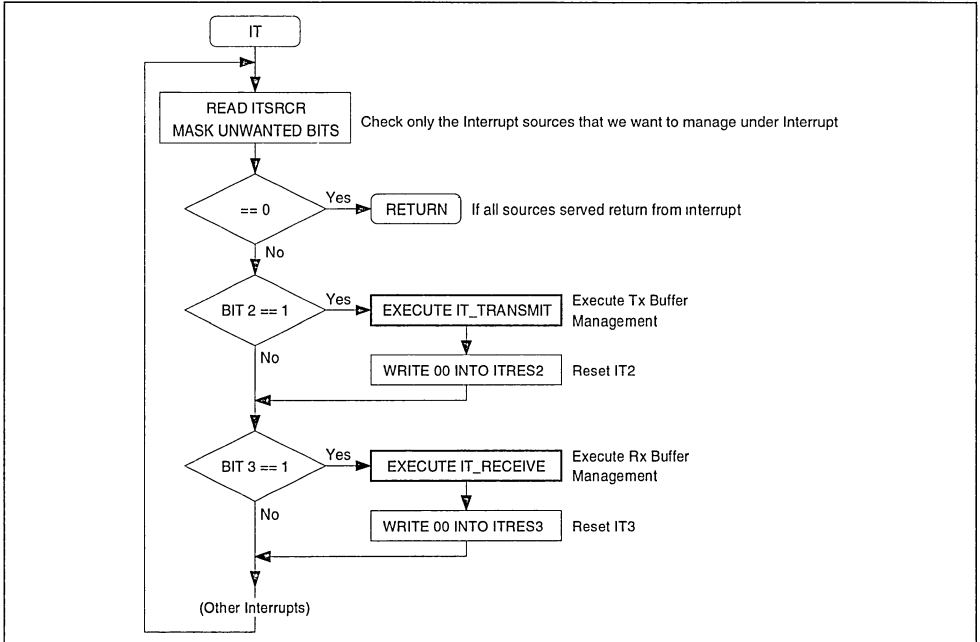 IT
READ ITSRCR
MASK UNWANTED BITS
Check only the Interrupt sources that we want to manage under Interrupt
== 0
Yes
RETURN
If all sources served return from interrupt
No
BIT 2 == 1
Yes
EXECUTE IT_TRANSMIT
Execute Tx Buffer
Management
No
WRITE 00 INTO ITRES2
Reset IT2
BIT 3 == 1
Yes
EXECUTE IT_RECEIVE
Execute Rx Buffer
Management
No
WRITE 00 INTO ITRES3
Reset IT3
(Other Interrupts)